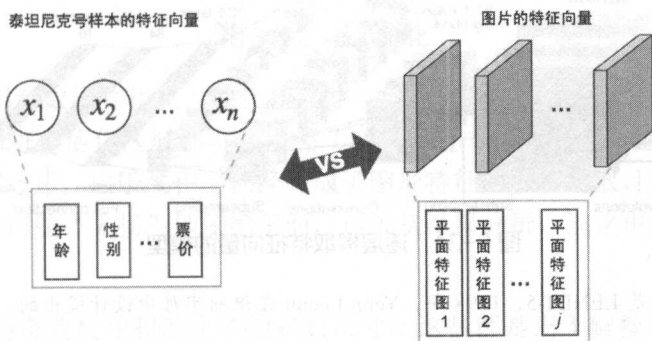 泰坦尼克号样本的特征向量
图片的特征向量
x1 x2 ... xn
VS
年龄 性别 ... 票价
平面特征图1 平面特征图2 ... 平面特征图j